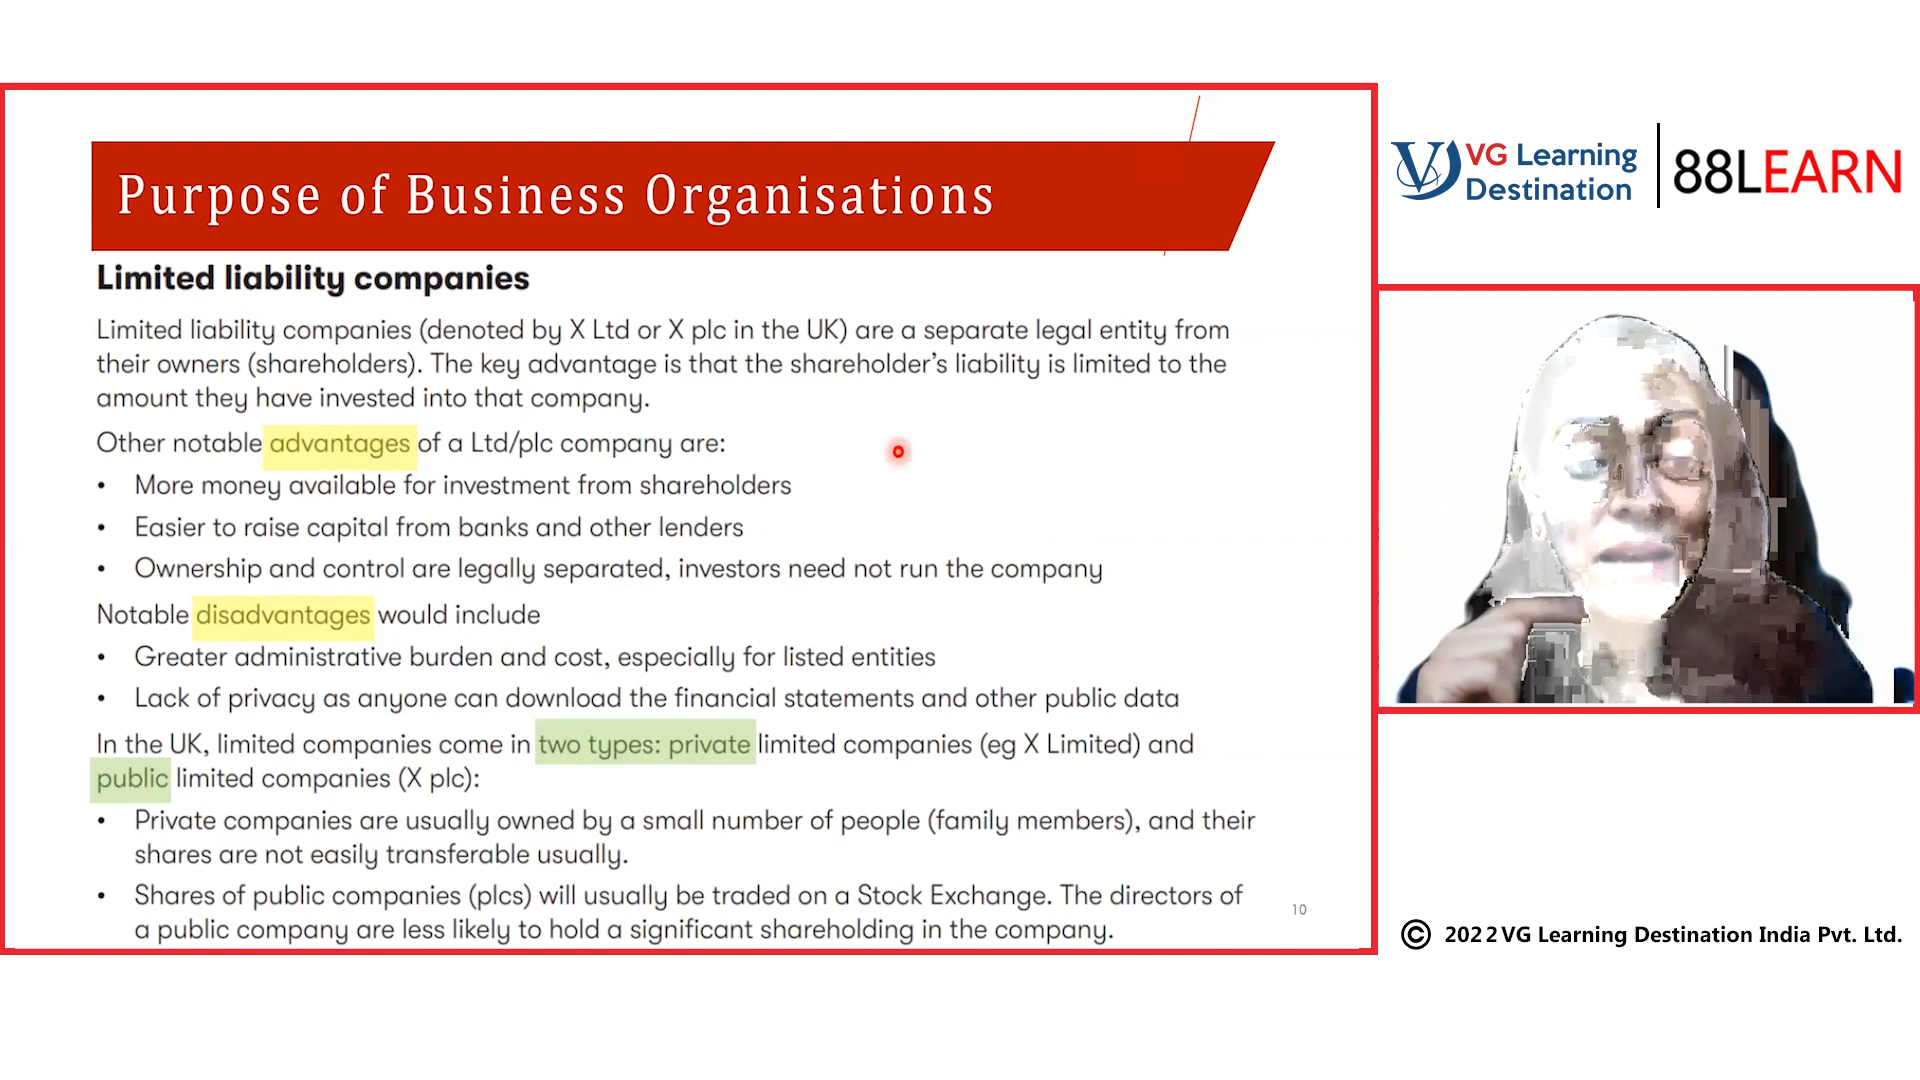 Purpose of Business Organisations
Limited liability companies
Limited liability companies (denoted by X Ltd or X plc in the UK) are a separate legal entity from
their owners (shareholders). The key advantage is that the shareholder's liability is limited to the
amount they have invested into that company.
Other notable advantages of a Ltd/plc company are:
• More money available for investment from shareholders
• Easier to raise capital from banks and other lenders
• Ownership and control are legally separated, investors need not run the company
Notable disadvantages would include
• Greater administrative burden and cost, especially for listed entities
• Lack of privacy as anyone can download the financial statements and other public data
In the UK, limited companies come in two types: private limited companies (eg X Limited) and
public limited companies (X plc):
• Private companies are usually owned by a small number of people (family members), and their
shares are not easily transferable usually.
• Shares of public companies (plcs) will usually be traded on a Stock Exchange. The directors of
a public company are less likely to hold a significant shareholding in the company.
10
VG Learning
Destination
88LEARN
© 2022 VG Learning Destination India Pvt. Ltd.